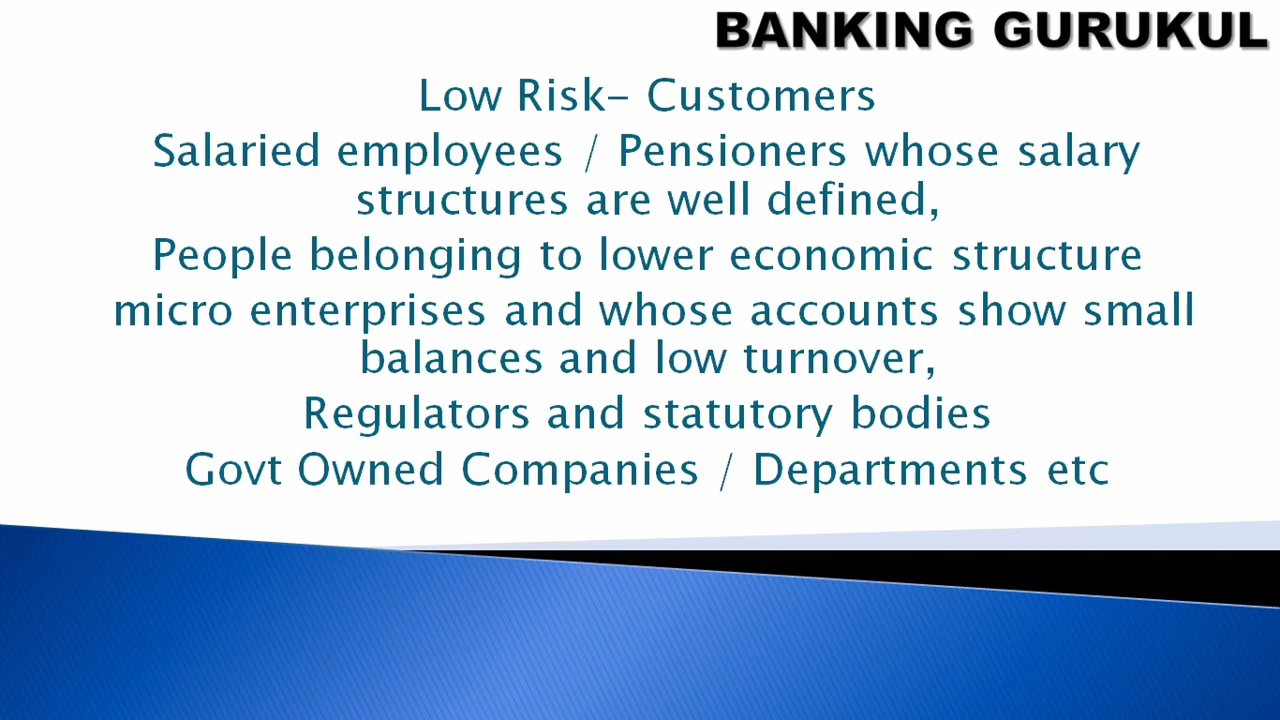 BANKING GURUKUL
Low Risk- Customers
Salaried employees / Pensioners whose salary
structures are well defined,
People belonging to lower economic structure
micro enterprises and whose accounts show small
balances and low turnover,
Regulators and statutory bodies
Govt Owned Companies / Departments etc